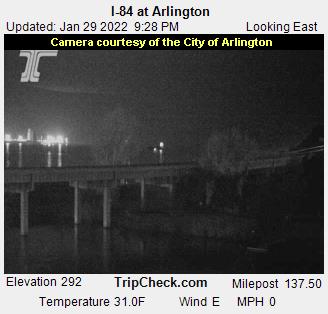 I-84 at Arlington
Updated: Jan 29 2022 9:28 PM Looking East
Camera courtesy of the City of Arlington
Elevation 292 TripCheck.com Milepost 137.50
Temperature 31.0F Wind E MPH 0